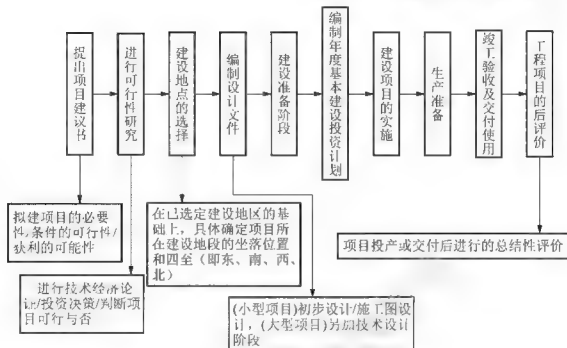 提出项目建议书
进行可行性研究
建设地点的选择
编制设计文件
建设准备阶段
编制年度基本建设投资计划
建设项目的实施
生产准备
竣工验收及交付使用
工程项目的后评价
拟建项目的必要
性/条件的可行性/
获利的可能性
在已选定建设地区的基
础上，具体确定项目所
在建设地段的坐落位置
和四至（即东、南、西、
北）
项目投产或交付后进行的总结性评价
进行技术经济论
证/投资决策/判断项
目可行与否
(小型项目)初步设计/施工图设
计，(大型项目)另加技术设计
阶段